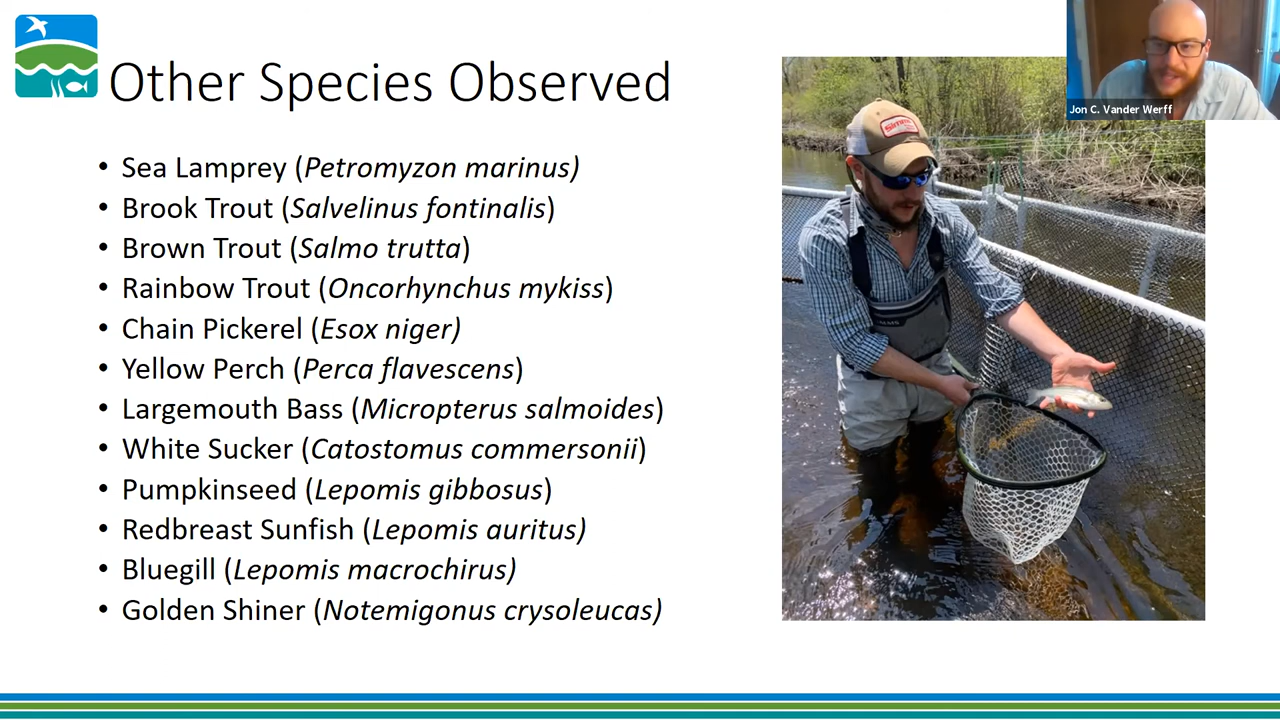 Other Species Observed
Jon C. Vander Werff
• Sea Lamprey (Petromyzon marinus)
• Brook Trout (Salvelinus fontinalis)
• Brown Trout (Salmo trutta)
• Rainbow Trout (Oncorhynchus mykiss)
• Chain Pickerel (Esox niger)
• Yellow Perch (Perca flavescens)
• Largemouth Bass (Micropterus salmoides)
• White Sucker (Catostomus commersonii)
• Pumpkinseed (Lepomis gibbosus)
• Redbreast Sunfish (Lepomis auritus)
• Bluegill (Lepomis macrochirus)
• Golden Shiner (Notemigonus crysoleucas)